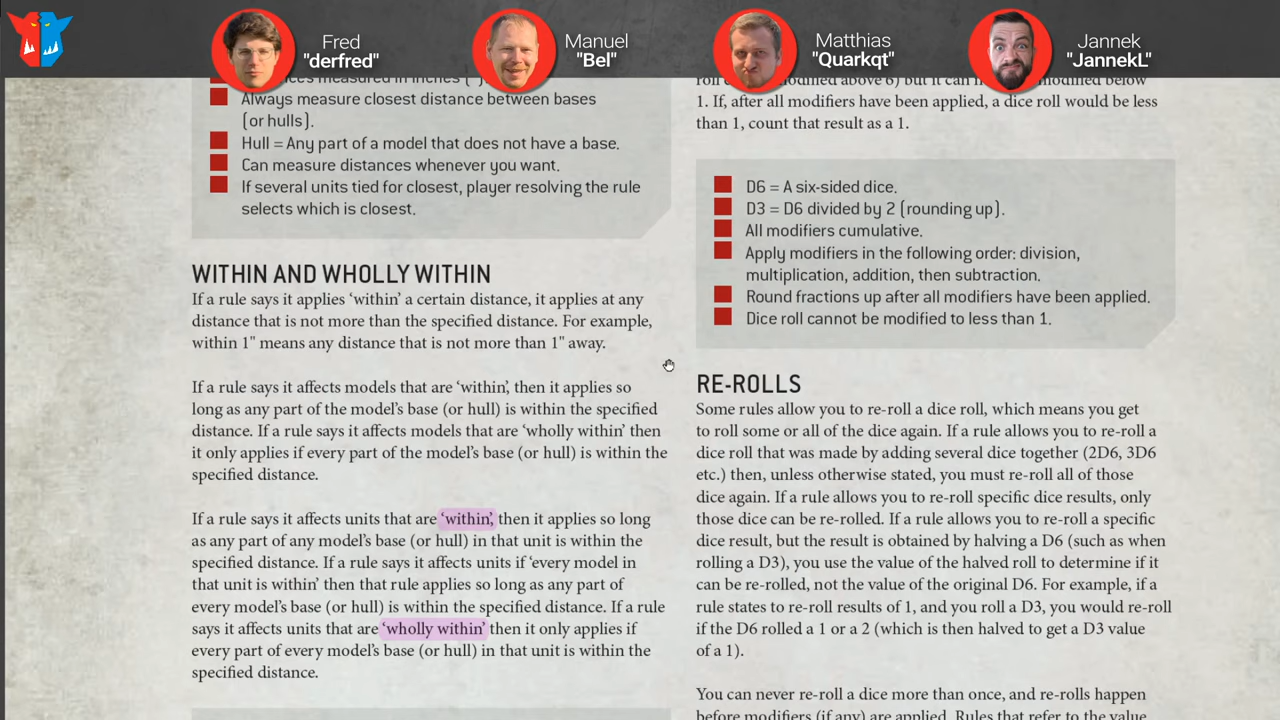 Fred
"derfred"
Manuel
"Bel"
Matthias
"Quarkqt"
Jannek
"JannekL"
measured in inches
Always measure closest distance between bases
(or hulls).
Hull = Any part of a model that does not have a base.
Can measure distances whenever you want.
If several units tied for closest, player resolving the rule
selects which is closest.
WITHIN AND WHOLLY WITHIN
If a rule says it applies ‘within’ a certain distance, it applies at any
distance that is not more than the specified distance. For example,
within 1" means any distance that is not more than 1" away.
If a rule says it affects models that are ‘within’, then it applies so
long as any part of the model’s base (or hull) is within the specified
distance. If a rule says it affects models that are ‘wholly within’ then
it only applies if every part of the model’s base (or hull) is within the
specified distance.
If a rule says it affects units that are ‘within’, then it applies so long
as any part of any model’s base (or hull) in that unit is within the
specified distance. If a rule says it affects units if ‘every model in
that unit is within’ then that rule applies so long as any part of
every model’s base (or hull) is within the specified distance. If a rule
says it affects units that are ‘wholly within’ then it only applies if
every part of every model’s base (or hull) in that unit is within the
specified distance.
modified above 6) but it can modified below
1. If, after all modifiers have been applied, a dice roll would be less
than 1, count that result as a 1.
D6 = A six-sided dice.
D3 = D6 divided by 2 (rounding up).
All modifiers cumulative.
Apply modifiers in the following order: division,
multiplication, addition, then subtraction.
Round fractions up after all modifiers have been applied.
Dice roll cannot be modified to less than 1.
RE-ROLLS
Some rules allow you to re-roll a dice roll, which means you get
to roll some or all of the dice again. If a rule allows you to re-roll a
dice roll that was made by adding several dice together (2D6, 3D6
etc.) then, unless otherwise stated, you must re-roll all of those
dice again. If a rule allows you to re-roll specific dice results, only
those dice can be re-rolled. If a rule allows you to re-roll a specific
dice result, but the result is obtained by halving a D6 (such as when
rolling a D3), you use the value of the halved roll to determine if it
can be re-rolled, not the value of the original D6. For example, if a
rule states to re-roll results of 1, and you roll a D3, you would re-roll
if the D6 rolled a 1 or a 2 (which is then halved to get a D3 value
of a 1).
You can never re-roll a dice more than once, and re-rolls happen
before modifiers (if any) are applied. Rules that refer to the value